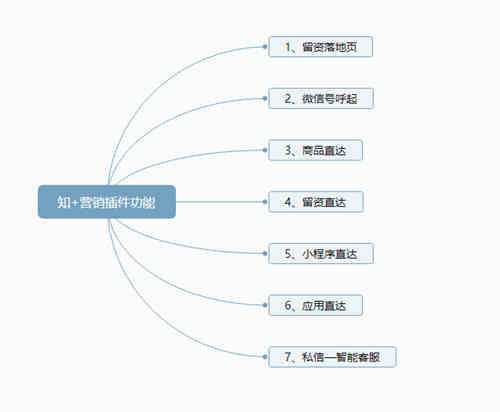 1、留资落地页
2、微信号呼起
3、商品直达
知+营销插件功能
4、留资直达
5、小程序直达
6、应用直达
7、私信—智能客服